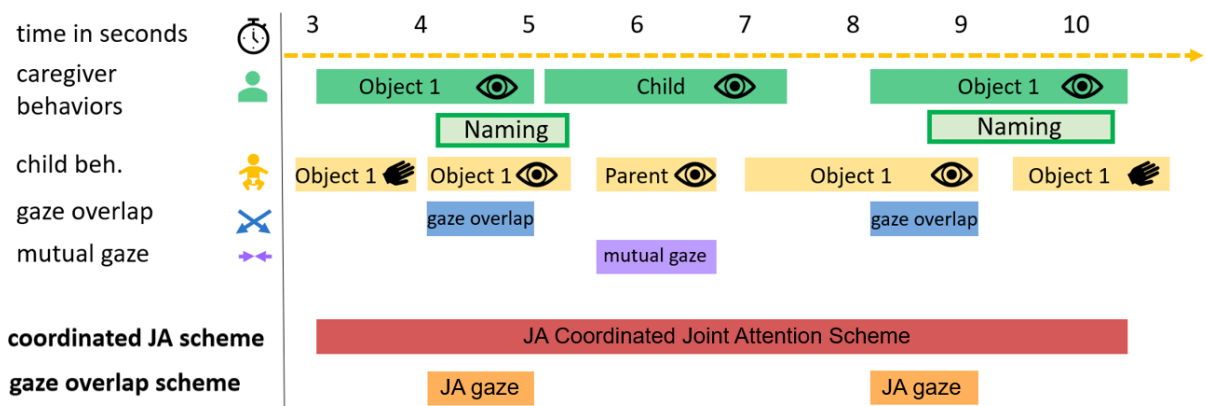 time in seconds 3 4 5 6 7 8 9 10
caregiver
behaviors
Object 1 Child Object 1
Naming Naming
child beh. Object 1 Object 1 Parent Object 1 Object 1
gaze overlap gaze overlap gaze overlap
mutual gaze mutual gaze
coordinated JA scheme JA Coordinated Joint Attention Scheme
gaze overlap scheme JA gaze JA gaze